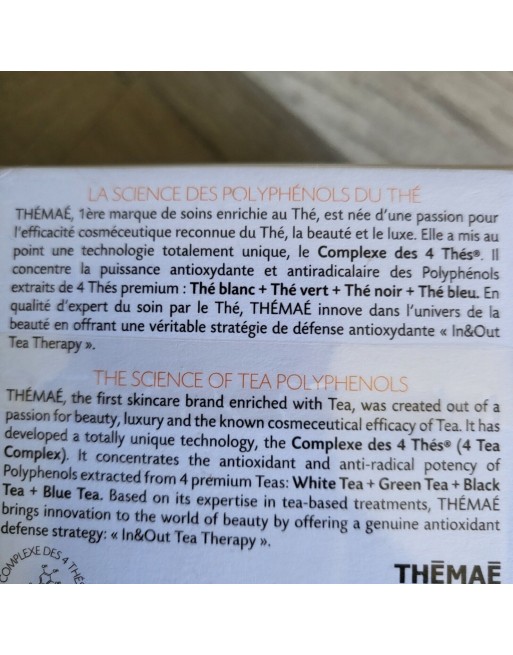 LA SCIENCE DES POLYPHÉNOLS DU THÉ
THÉMAÉ, 1ère marque de soins enrichie au Thé, est née d'une passion pour
l'efficacité cosméceutique reconnue du Thé, la beauté et le luxe. Elle a mis au
point une technologie totalement unique, le Complexe des 4 Thés®. Il
concentre la puissance antioxydante et antiradicalaire des Polyphénols
extraits de 4 Thés premium : Thé blanc + Thé vert + Thé noir + Thé bleu. En
qualité d'expert du soin par le Thé, THÉMAÉ innove dans l'univers de la
beauté en offrant une véritable stratégie de défense antioxydante « In&Out
Tea Therapy ».
THE SCIENCE OF TEA POLYPHENOLS
THÉMAÉ, the first skincare brand enriched with Tea, was created out of a
passion for beauty, luxury and the known cosmeceutical efficacy of Tea. It has
developed a totally unique technology, the Complexe des 4 Thés® (4 Tea
Complex). It concentrates the antioxidant and anti-radical potency of
Polyphenols extracted from 4 premium Teas: White Tea + Green Tea + Black
Tea + Blue Tea. Based on its expertise in tea-based treatments, THÉMAÉ
brings innovation to the world of beauty by offering a genuine antioxidant
defense strategy: « In&Out Tea Therapy ».
COMPLEXE DES 4 THÉS
THĒMAĒ